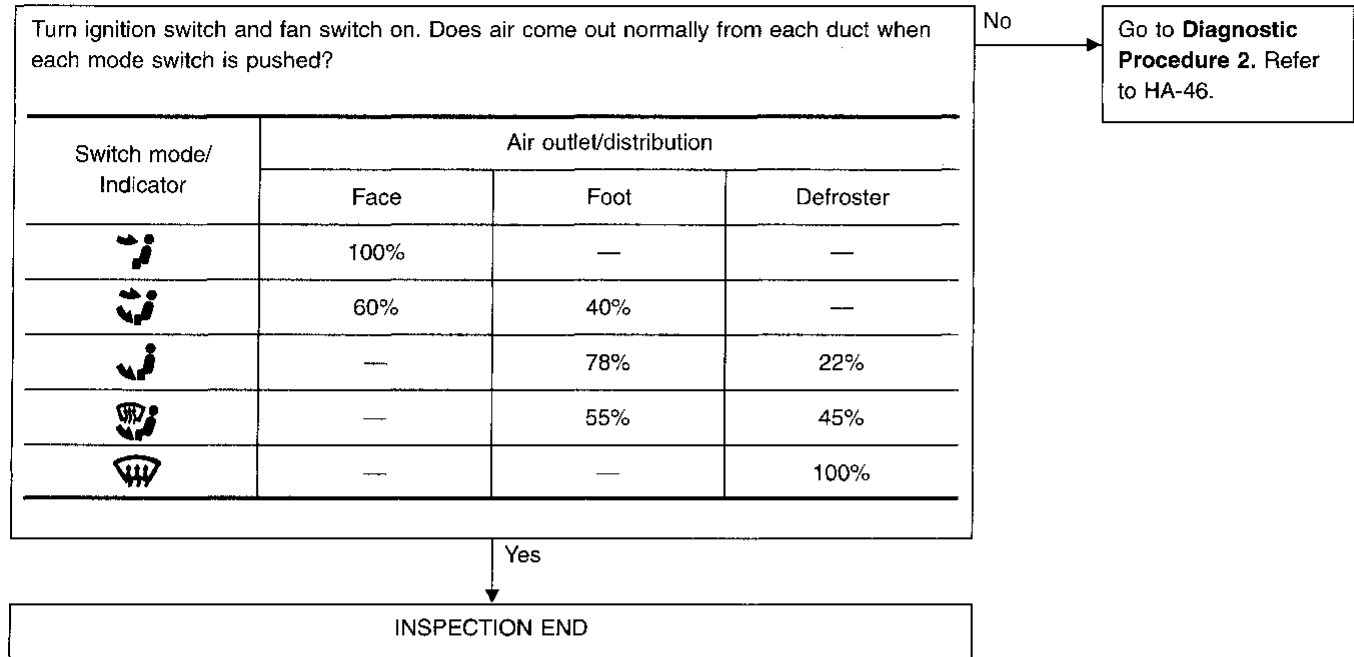 Turn ignition switch and fan switch on. Does air come out normally from each duct when
each mode switch is pushed?
No
Go to Diagnostic
Procedure 2. Refer
to HA-46.
Switch mode/
Indicator
Air outlet/distribution
Face Foot Defroster
100% — —
60% 40% —
— 78% 22%
— 55% 45%
— — 100%
Yes
INSPECTION END